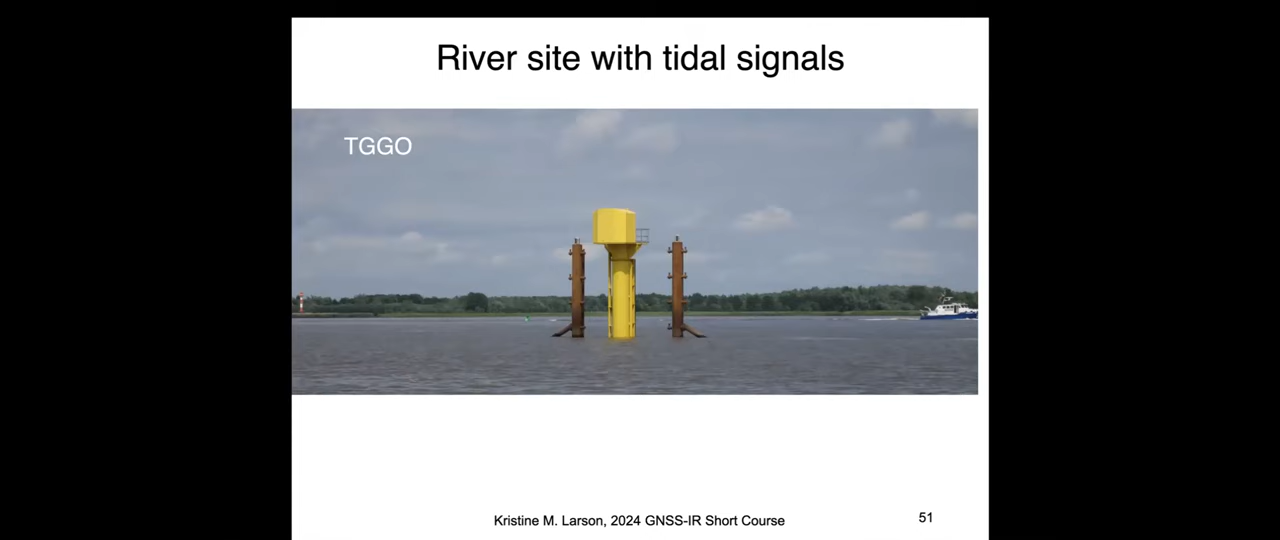 River site with tidal signals
TGGO
Kristine M. Larson, 2024 GNSS-IR Short Course
51